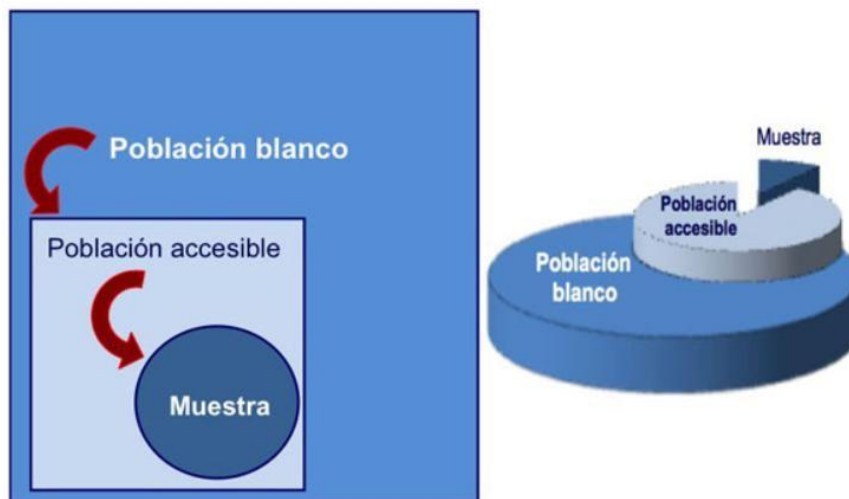 Población blanco
Población accesible
Muestra
Muestra
Población
accesible
Población
blanco